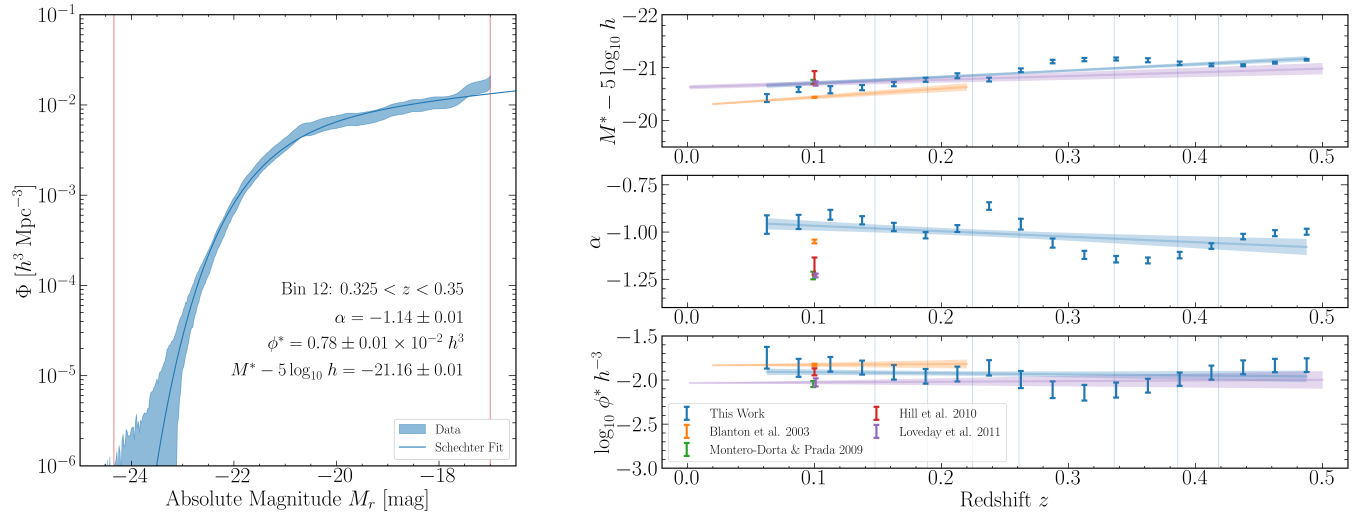 10⁻¹
10⁻²
10⁻³
10⁻⁴
10⁻⁵
10⁻⁶
Φ [h³ Mpc⁻³]
Bin 12: 0.325 < z < 0.35
α = −1.14 ± 0.01
ϕ* = 0.78 ± 0.01 × 10⁻² h³
M* − 5 log₁₀ h = −21.16 ± 0.01
Data
Schechter Fit
−24 −22 −20 −18
Absolute Magnitude Mᵣ [mag]
−22
−21
−20
M* − 5 log₁₀ h
0.0 0.1 0.2 0.3 0.4 0.5
−0.75
−1.00
−1.25
α
0.0 0.1 0.2 0.3 0.4 0.5
−1.5
−2.0
−2.5
−3.0
log₁₀ ϕ* h⁻³
This Work
Blanton et al. 2003
Montero-Dorta & Prada 2009
Hill et al. 2010
Loveday et al. 2011
0.0 0.1 0.2 0.3 0.4 0.5
Redshift z